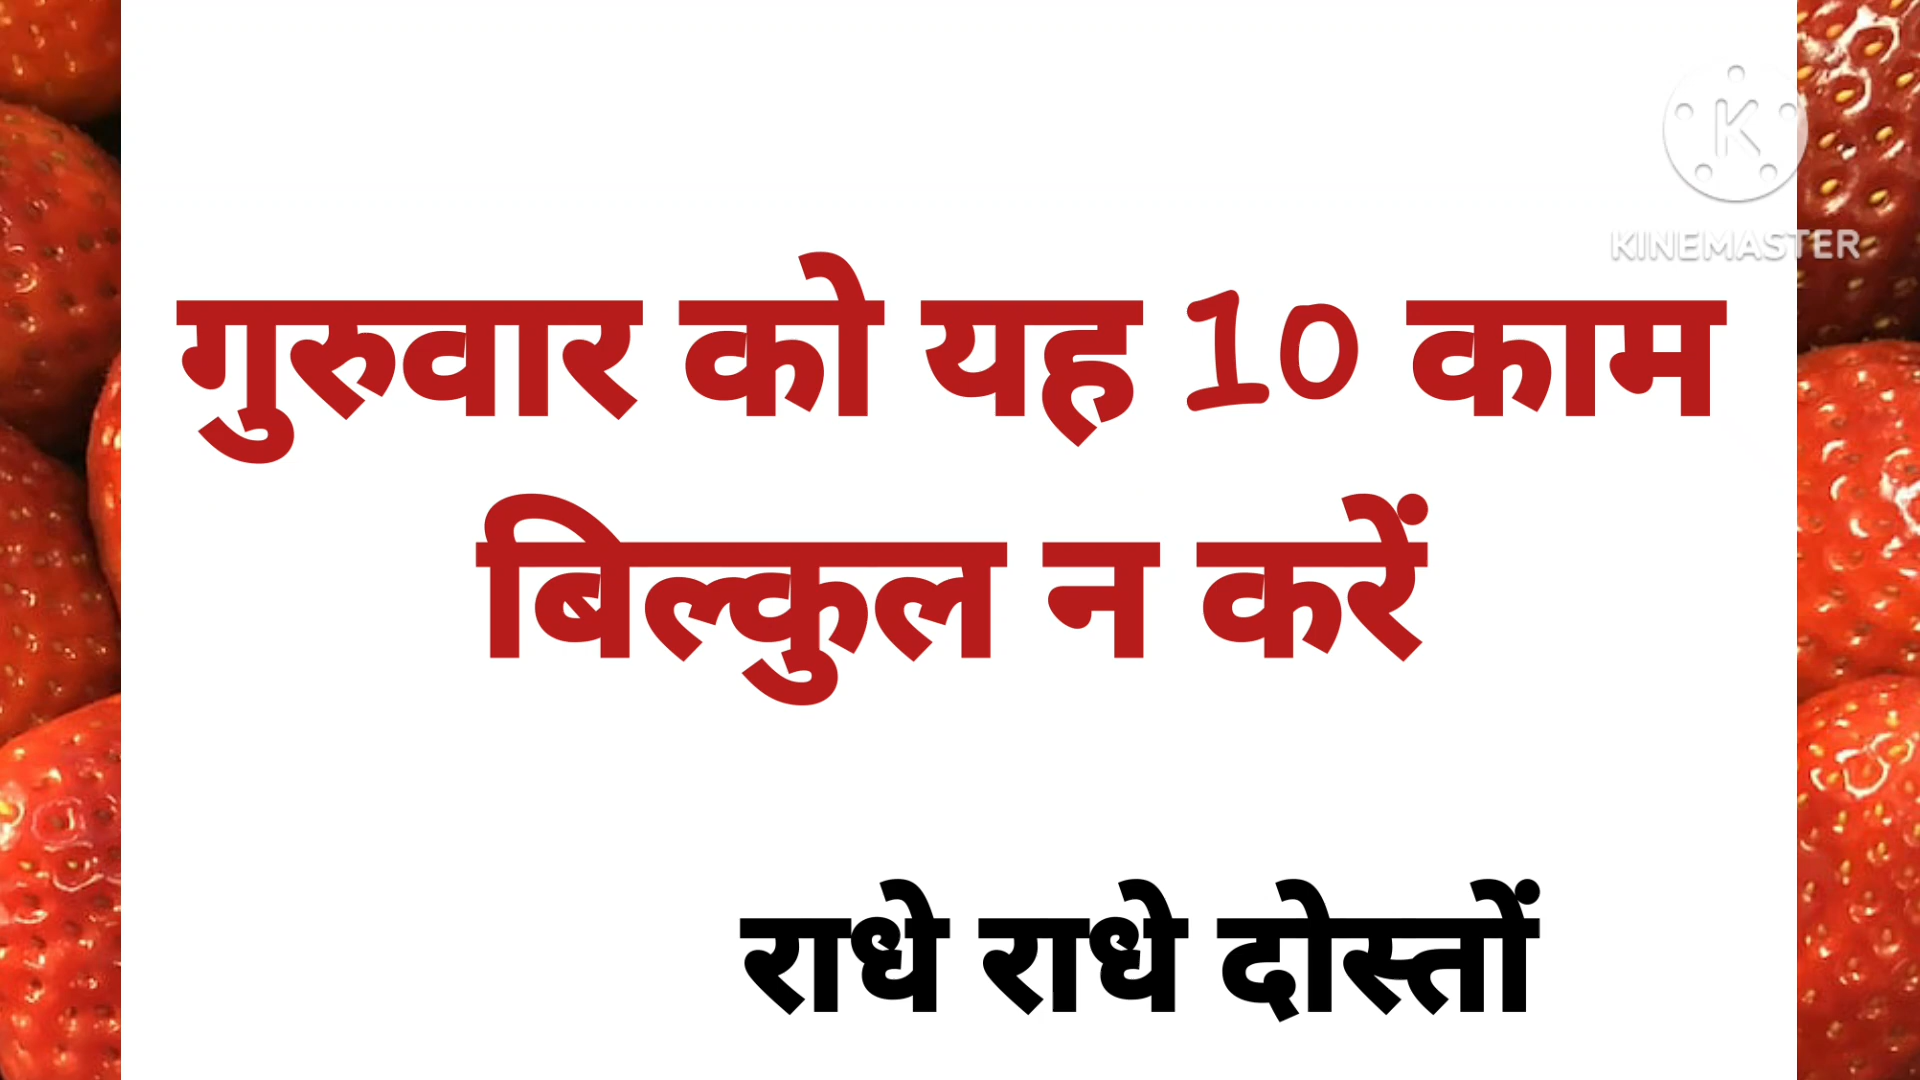 KINEMASTER
गुरुवार को यह 10 काम
बिल्कुल न करें
राधे राधे दोस्तों